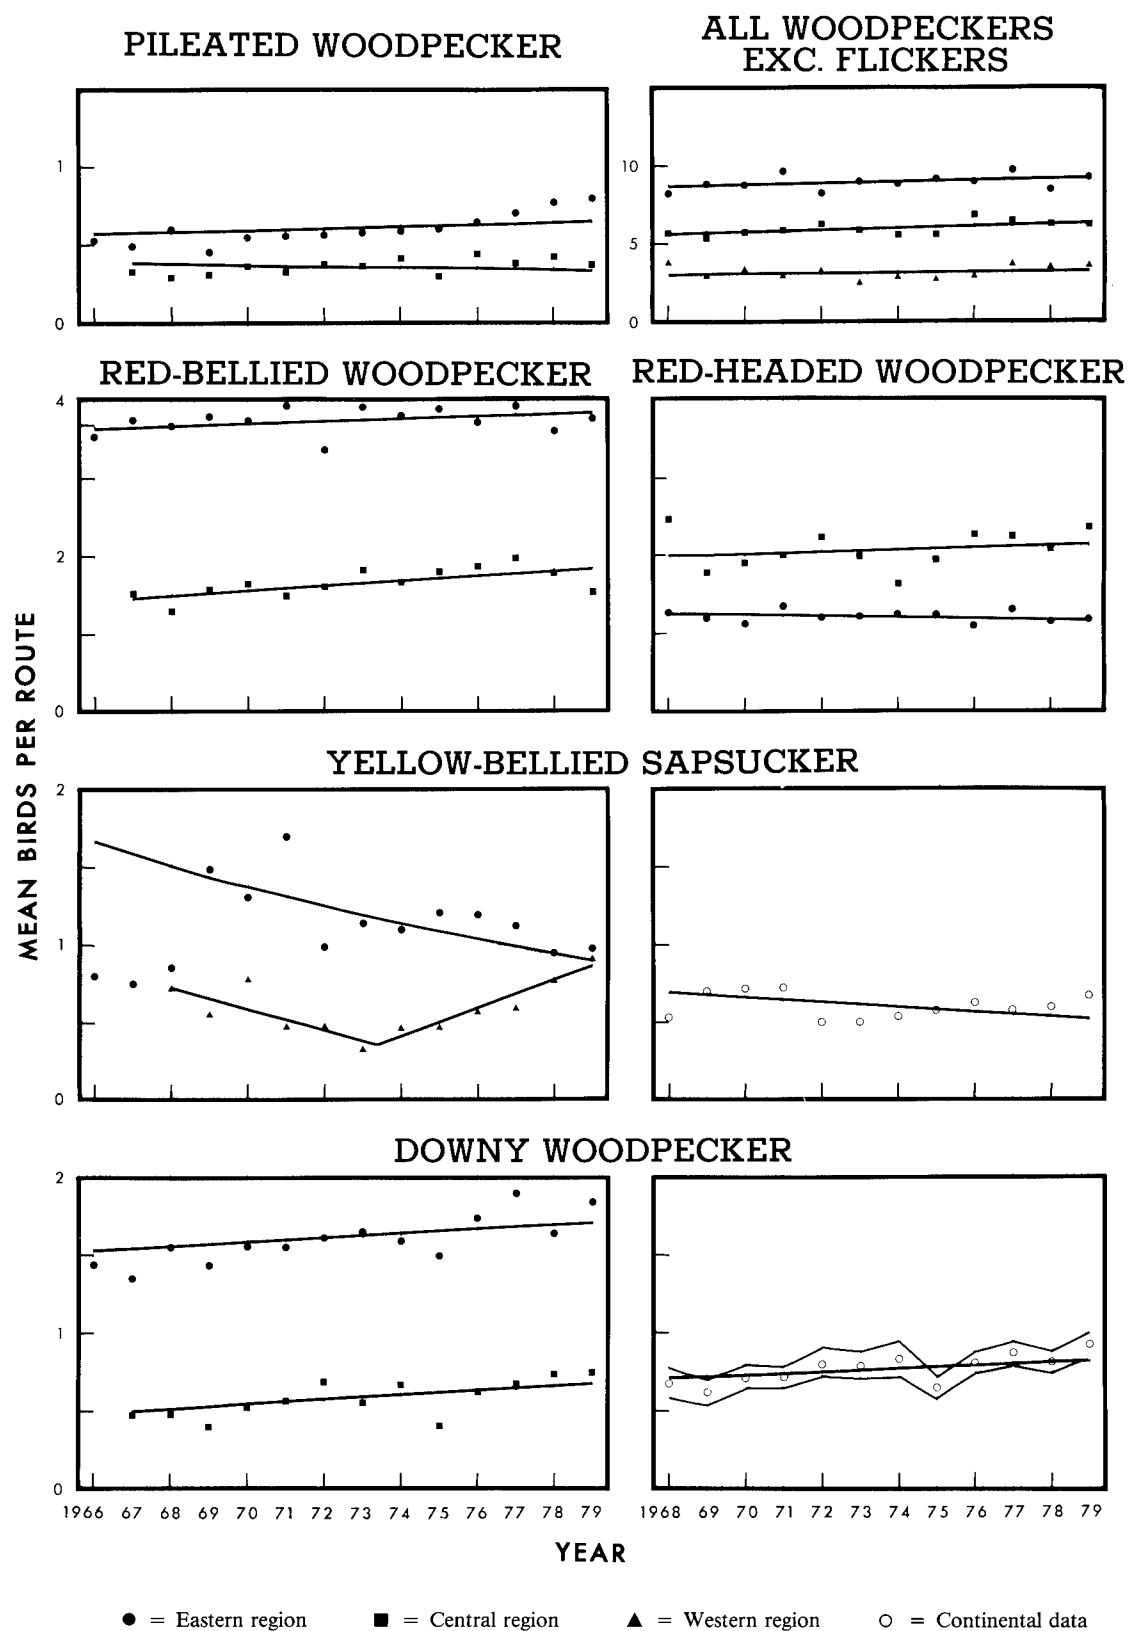 PILEATED WOODPECKER
ALL WOODPECKERS
EXC. FLICKERS
1
0
10
5
0
RED-BELLIED WOODPECKER
RED-HEADED WOODPECKER
4
2
0
MEAN BIRDS PER ROUTE
YELLOW-BELLIED SAPSUCKER
2
1
0
DOWNY WOODPECKER
2
1
0
1966 67 68 69 70 71 72 73 74 75 76 77 78 79
1968 69 70 71 72 73 74 75 76 77 78 79
YEAR
● = Eastern region ■ = Central region ▲ = Western region ○ = Continental data